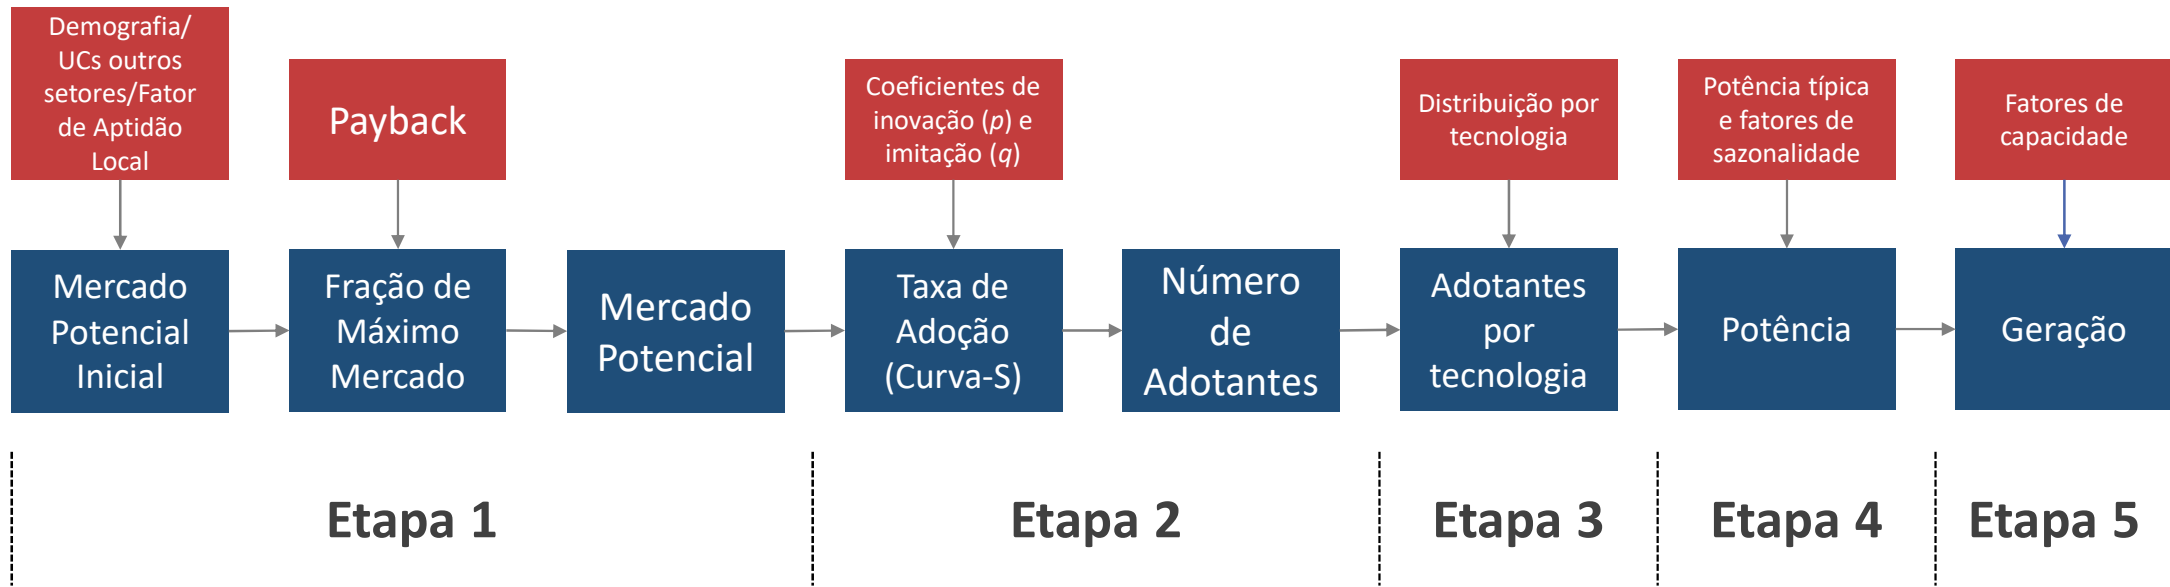 Demografia/
UCs outros
setores/Fator
de Aptidão
Local
Payback
Coeficientes de
inovação (p) e
imitação (q)
Distribuição por
tecnologia
Potência típica
e fatores de
sazonalidade
Fatores de
capacidade
Mercado
Potencial
Inicial
Fração de
Máximo
Mercado
Mercado
Potencial
Taxa de
Adoção
(Curva-S)
Número
de
Adotantes
Adotantes
por
tecnologia
Potência
Geração
Etapa 1
Etapa 2
Etapa 3
Etapa 4
Etapa 5